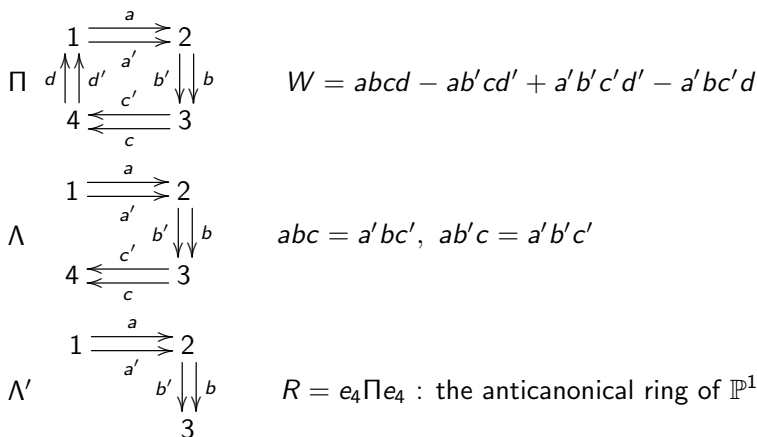 a
1 2
a′
Π d d′ b′ b W = abcd − ab′cd′ + a′b′c′d′ − a′bc′d
c′
4 3
c
a
1 2
a′
Λ b′ b abc = a′bc′, ab′c = a′b′c′
c′
4 3
c
a
1 2
a′
Λ′ b′ b R = e₄Πe₄ : the anticanonical ring of ℙ¹
3